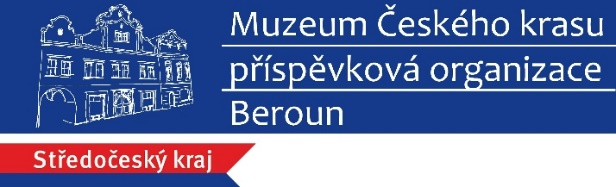 Muzeum Českého krasu
příspěvková organizace
Beroun
Středočeský kraj